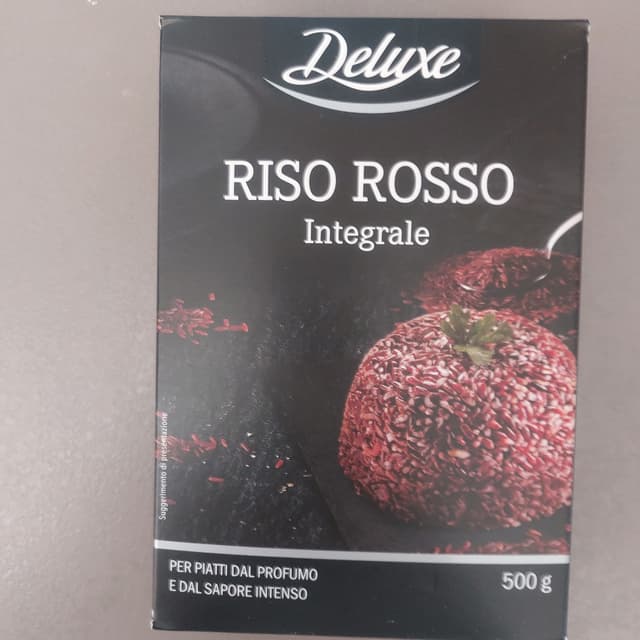 Deluxe
RISO ROSSO
Integrale
Suggerimento di presentazione
PER PIATTI DAL PROFUMO
E DAL SAPORE INTENSO
500 g